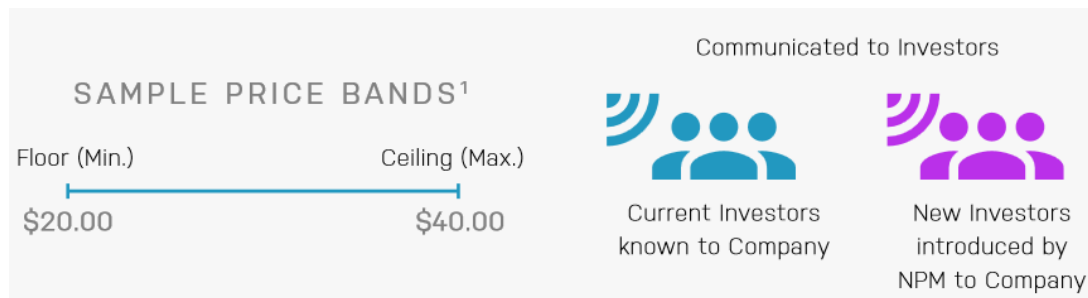 SAMPLE PRICE BANDS¹
Floor (Min.)
Ceiling (Max.)
$20.00
$40.00
Communicated to Investors
Current Investors
known to Company
New Investors
introduced by
NPM to Company